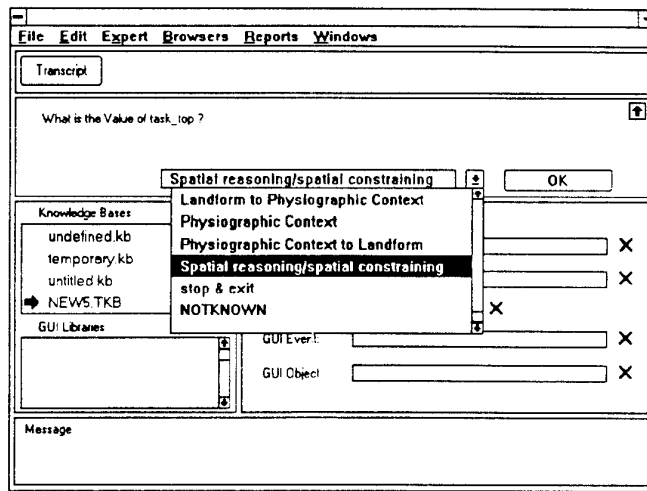 File Edit Expert Browsers Reports Windows
Transcript
What is the Value of task_top ?
Spatial reasoning/spatial constraining
OK
Landform to Physiographic Context
Physiographic Context
Physiographic Context to Landform
Spatial reasoning/spatial constraining
stop & exit
NOTKNOWN
Knowledge Bases
undefined.kb
temporary.kb
untitled.kb
NEW5.TKB
GUI Libraries
GUI Event:
GUI Object
Message